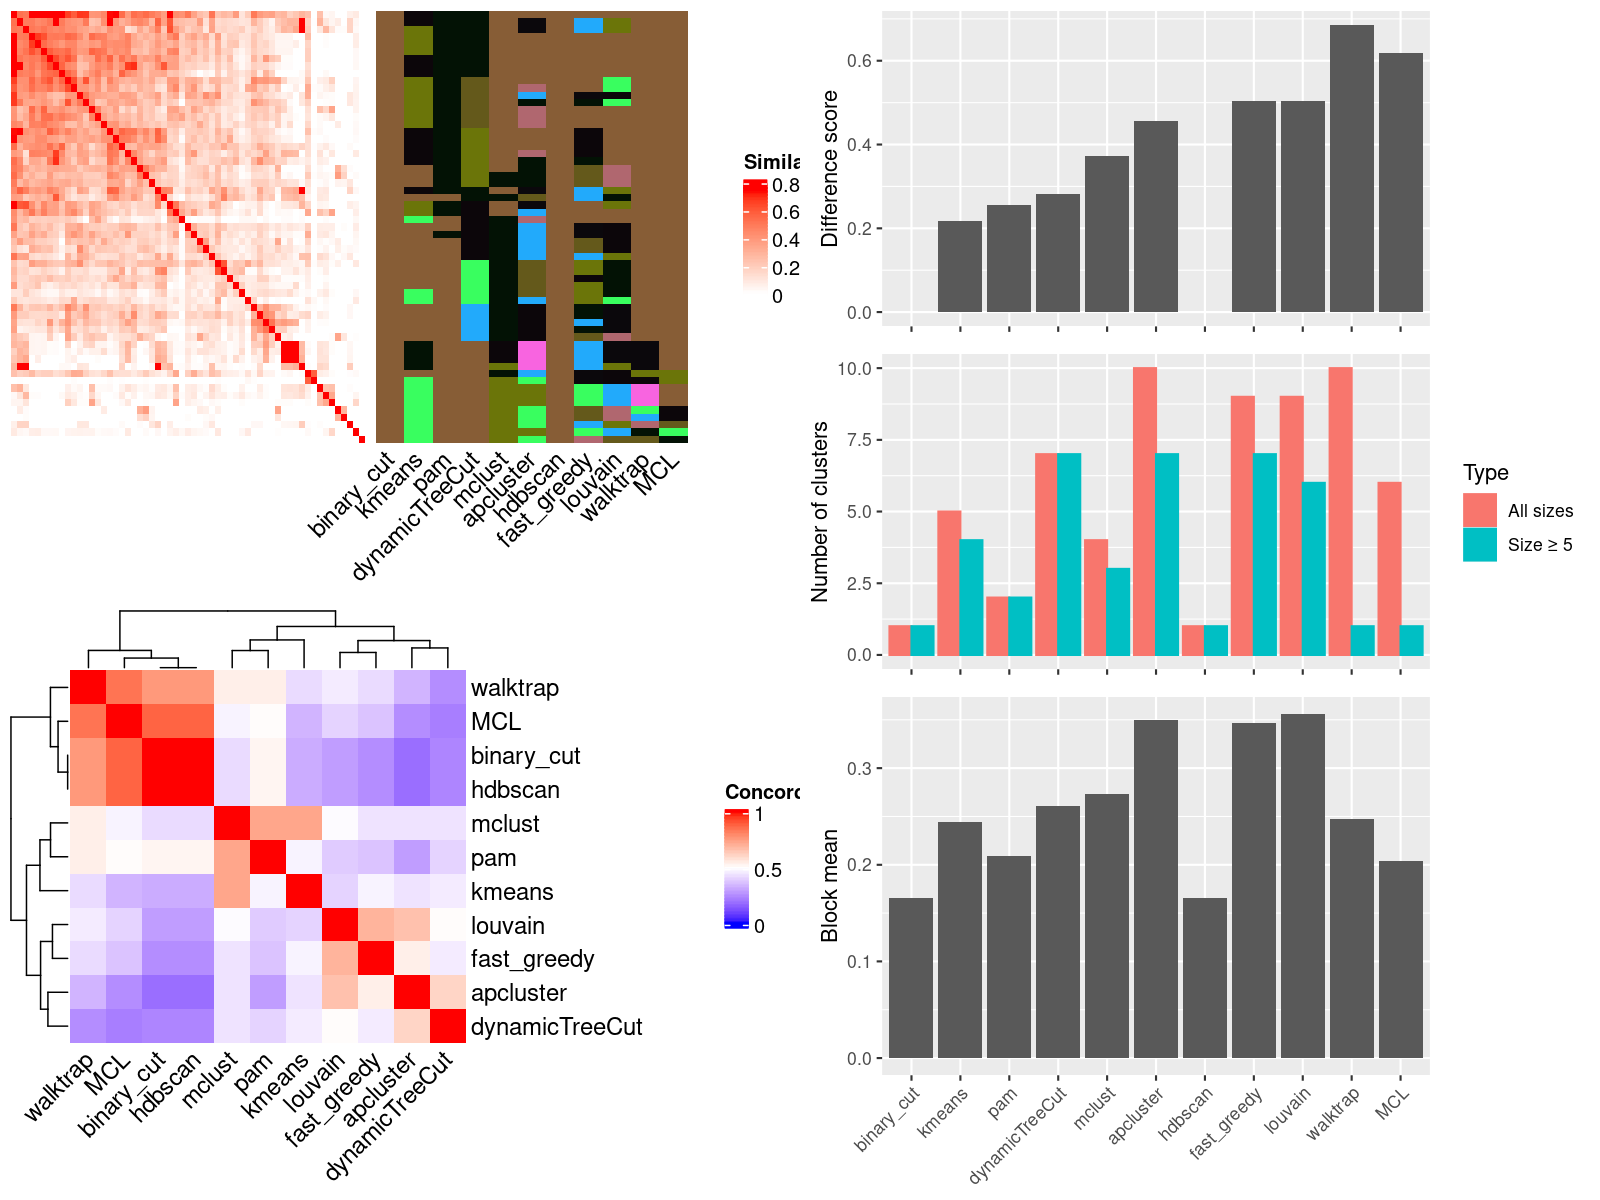 Simila
0.8
0.6
0.4
0.2
0
binary_cut
kmeans
pam
dynamicTreeCut
mclust
apcluster
hdbscan
fast_greedy
louvain
walktrap
MCL
walktrap
MCL
binary_cut
hdbscan
mclust
pam
kmeans
louvain
fast_greedy
apcluster
dynamicTreeCut
walktrap
MCL
binary_cut
hdbscan
mclust
pam
kmeans
louvain
fast_greedy
apcluster
dynamicTreeCut
Concord
1
0.5
0
Difference score
0.6
0.4
0.2
0.0
Number of clusters
10.0
7.5
5.0
2.5
0.0
Type
All sizes
Size ≥ 5
Block mean
0.3
0.2
0.1
0.0
binary_cut
kmeans
pam
dynamicTreeCut
mclust
apcluster
hdbscan
fast_greedy
louvain
walktrap
MCL